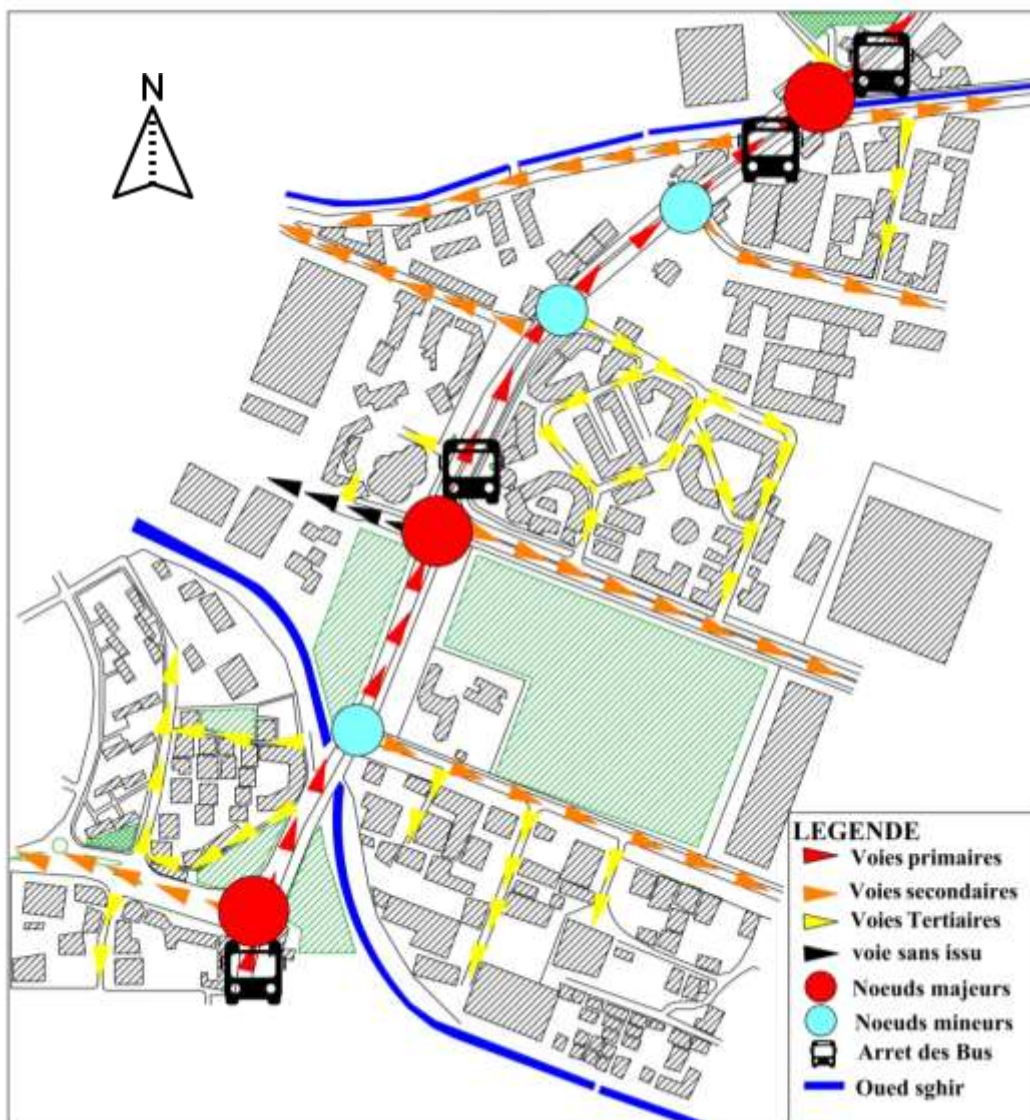 N
LEGENDE
Voies primaires
Voies secondaires
Voies Tertiaires
voie sans issu
Noeuds majeurs
Noeuds mineurs
Arret des Bus
Oued sghir